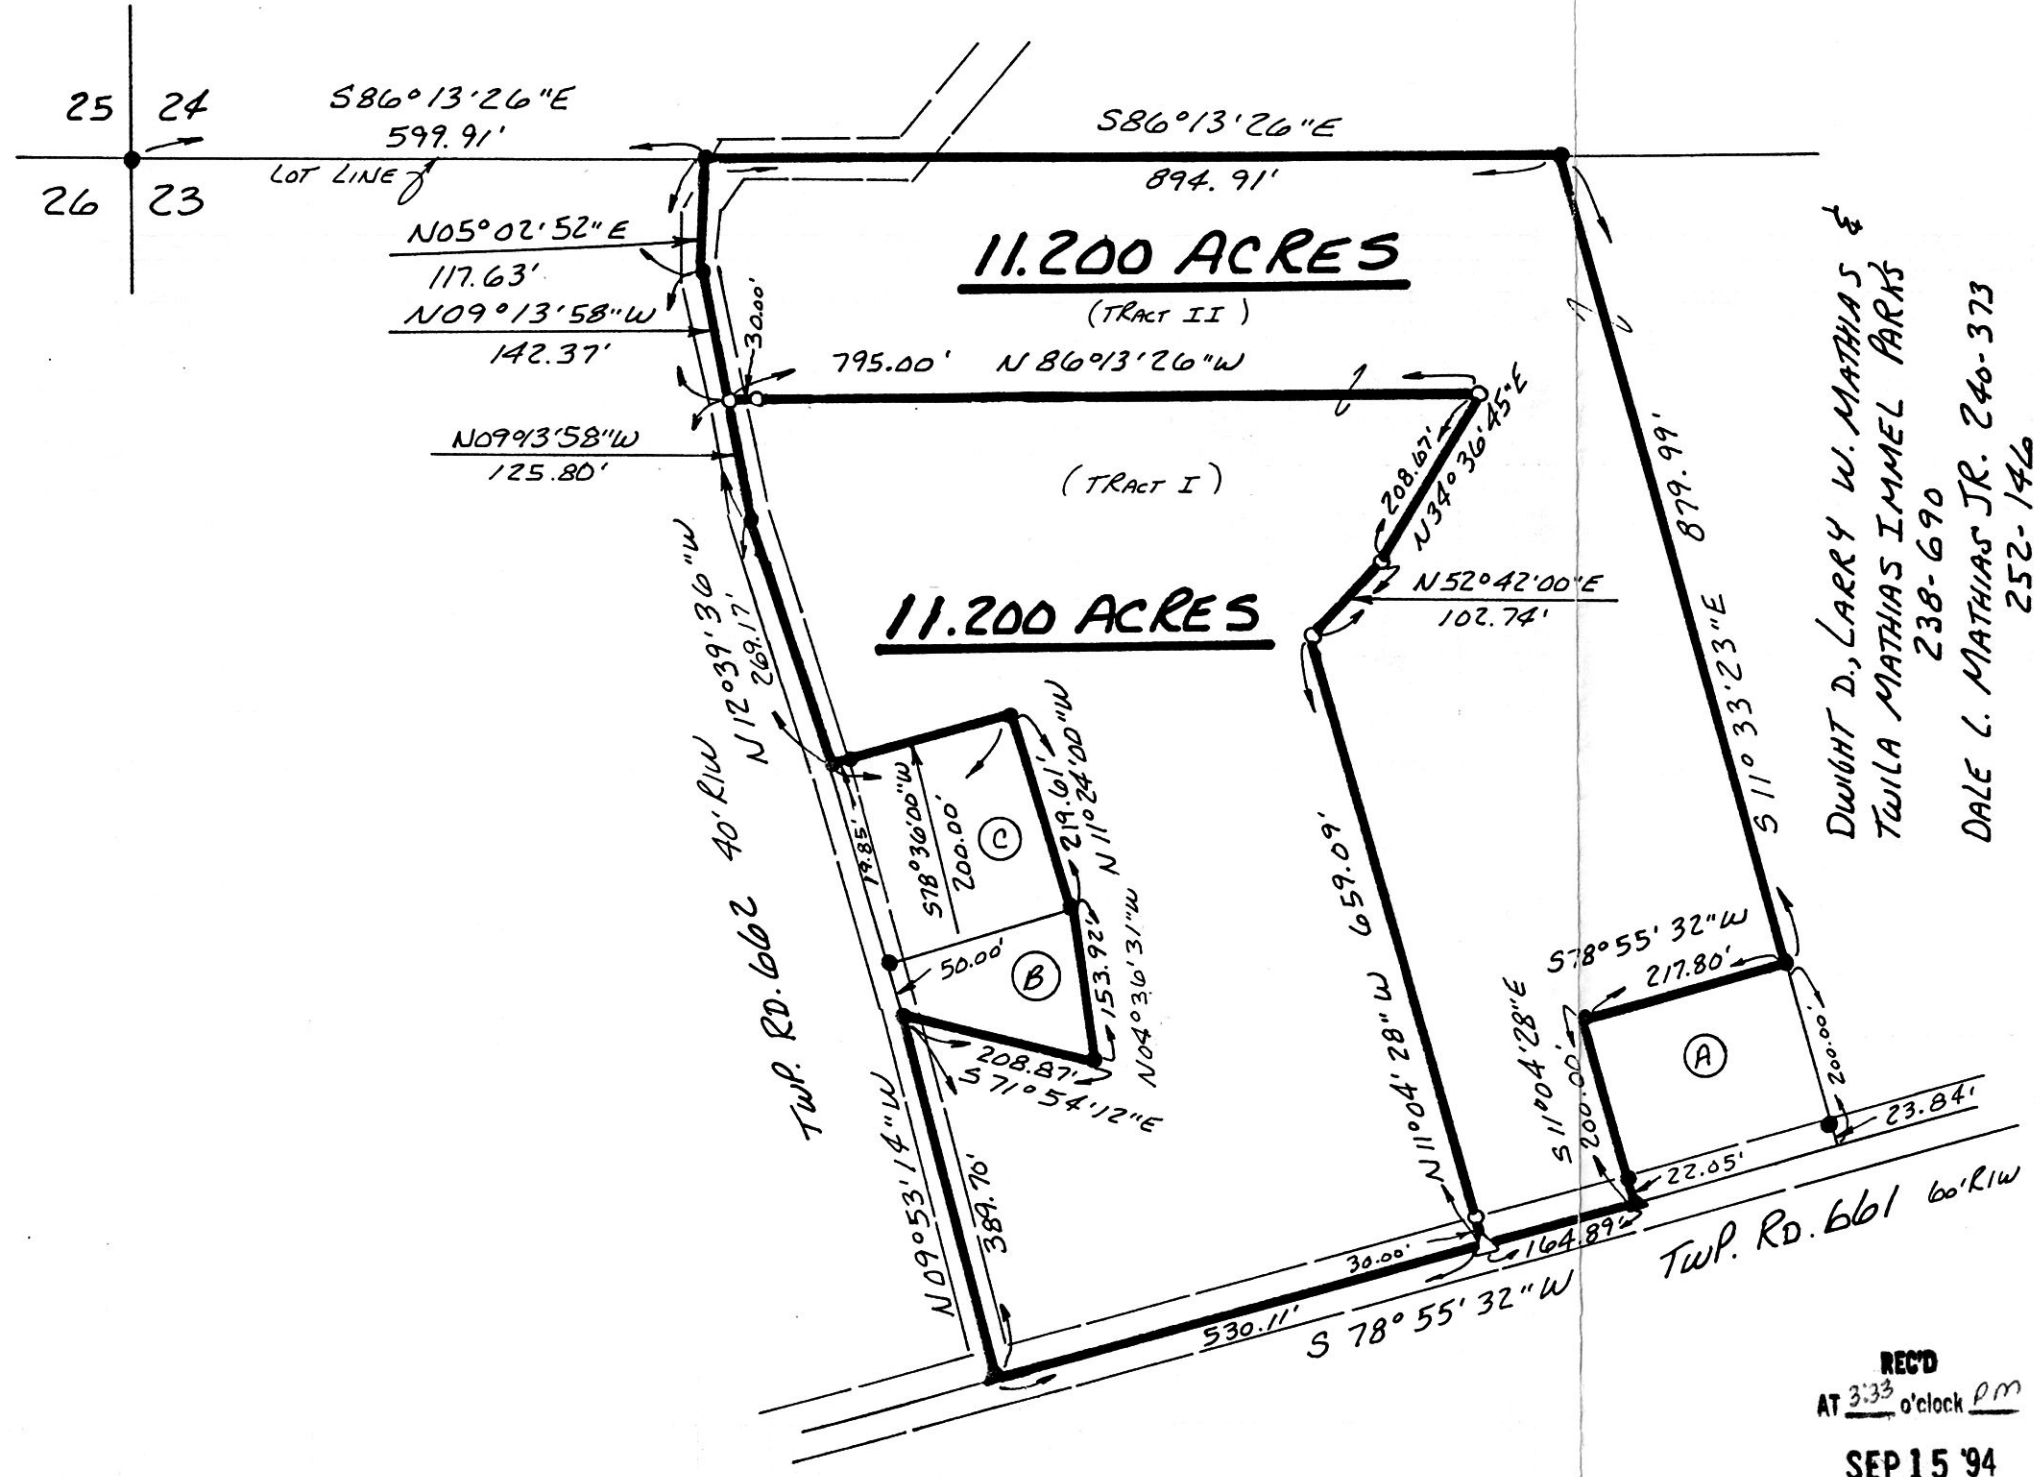 25 24
26 23
S86°13'26"E
599.91'
LOT LINE
S86°13'26"E
894.91'
N05°02'52"E
117.63'
N09°13'58"W
142.37'
30.00'
11.200 ACRES
(TRACT II)
795.00' N86°13'26"W
N09°13'58"W
125.80'
(TRACT I)
208.67'
N34°36'45"E
N52°42'00"E
102.74'
11.200 ACRES
879.99'
S11°33'23"E
DWIGHT D., LARRY W. MATHIAS &
TWILA MATHIAS IMMEL PARKS
238-690
DALE L. MATHIAS JR. 240-373
252-146
N12°39'36"W
269.17'
TWP. RD. 662 40' R/W
19.85'
S78°36'00"W
200.00'
C
219.61'
N11°24'00"W
50.00'
B
153.92'
N04°36'31"W
208.87'
S71°54'12"E
N09°53'14"W
389.70'
659.09'
N11°04'28"W
S78°55'32"W
217.80'
S11°04'28"E
200.00'
A
200.00'
23.84'
22.05'
30.00'
164.89'
530.11'
S 78°55'32"W
TWP. RD. 661 60' R/W
REC'D
AT 3:33 o'clock PM
SEP 15 '94